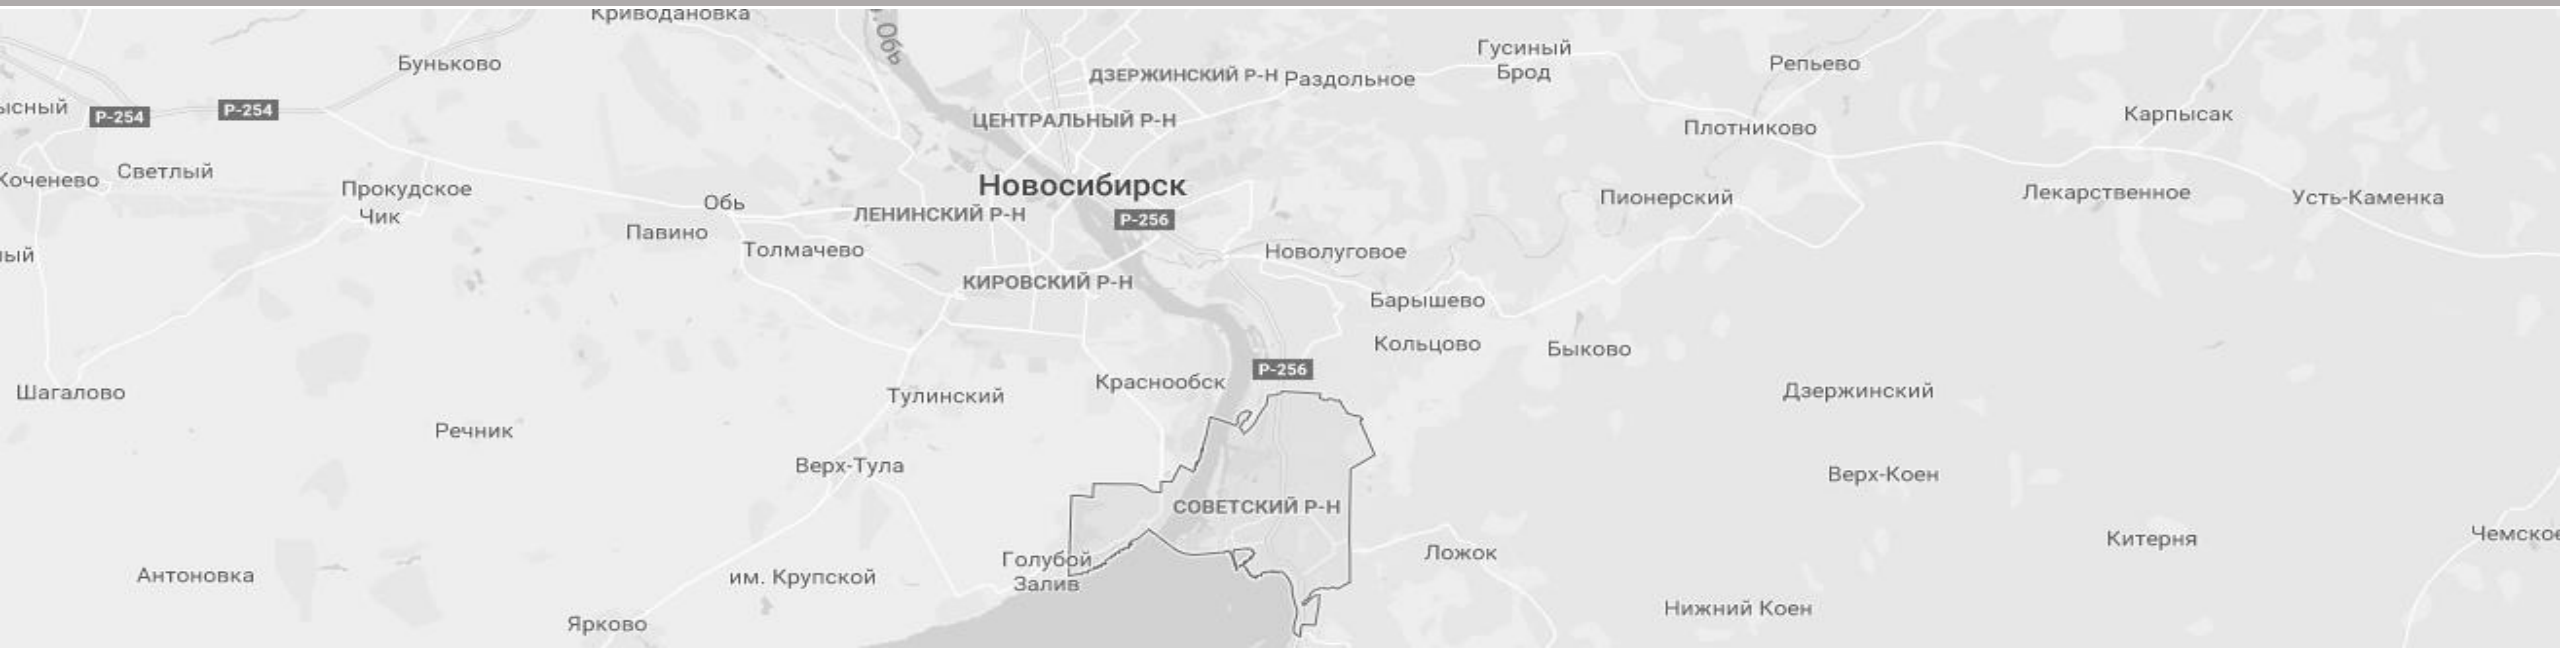 Криводановка
р. Обь
Гусиный
Брод
Буньково
Репьево
ДЗЕРЖИНСКИЙ Р-Н
Раздольное
Р-254
Р-254
Карпысак
ЦЕНТРАЛЬНЫЙ Р-Н
Плотниково
Светлый
Коченево
Прокудское
Чик
Новосибирск
Лекарственное
Усть-Каменка
Пионерский
Обь
ЛЕНИНСКИЙ Р-Н
Р-256
Павино
Толмачево
Новолуговое
КИРОВСКИЙ Р-Н
Барышево
Кольцово
Быково
Р-256
Краснообск
Шагалово
Тулинский
Дзержинский
Речник
Верх-Тула
Верх-Коен
СОВЕТСКИЙ Р-Н
Чемское
Китерня
Ложок
Голубой
Залив
Антоновка
им. Крупской
Нижний Коен
Ярково